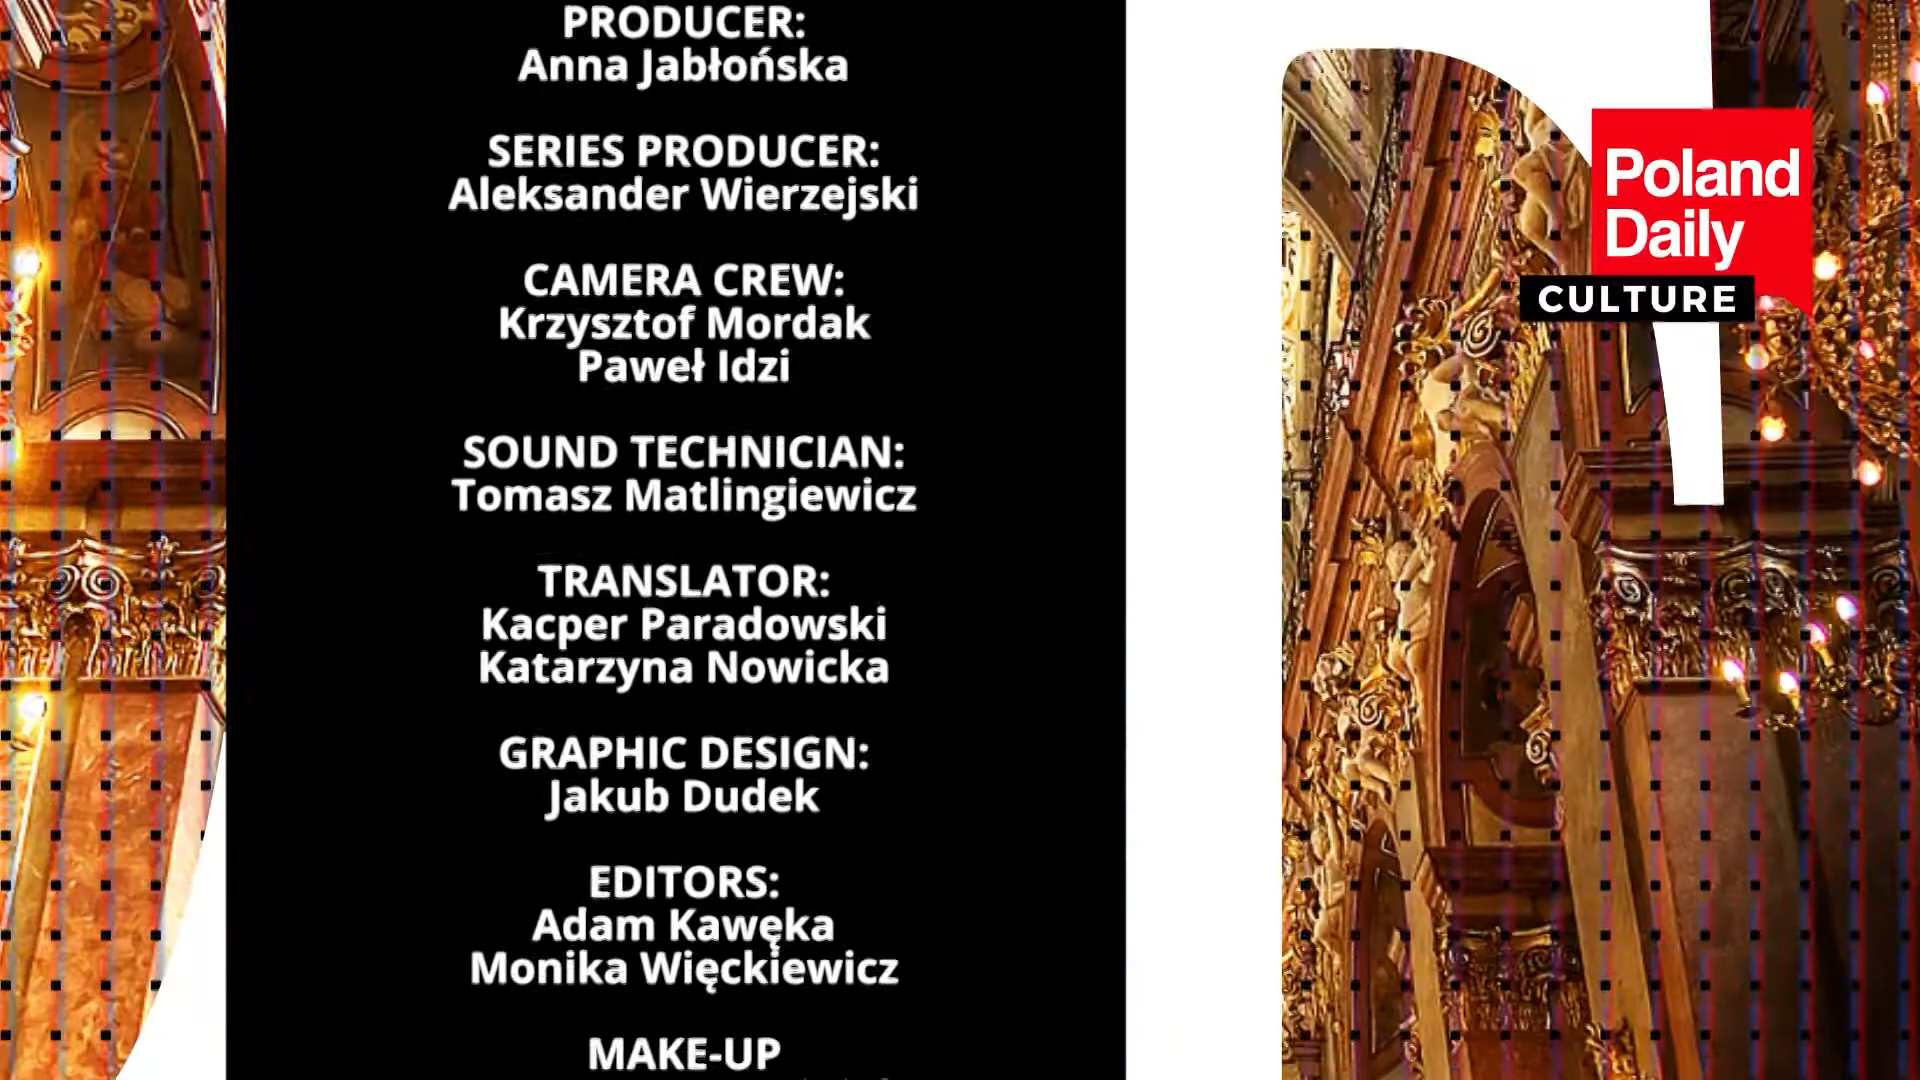 PRODUCER:
Anna Jabłońska
SERIES PRODUCER:
Aleksander Wierzejski
CAMERA CREW:
Krzysztof Mordak
Paweł Idzi
SOUND TECHNICIAN:
Tomasz Matlingiewicz
TRANSLATOR:
Kacper Paradowski
Katarzyna Nowicka
GRAPHIC DESIGN:
Jakub Dudek
EDITORS:
Adam Kawęka
Monika Więckiewicz
MAKE-UP
Poland
Daily
CULTURE